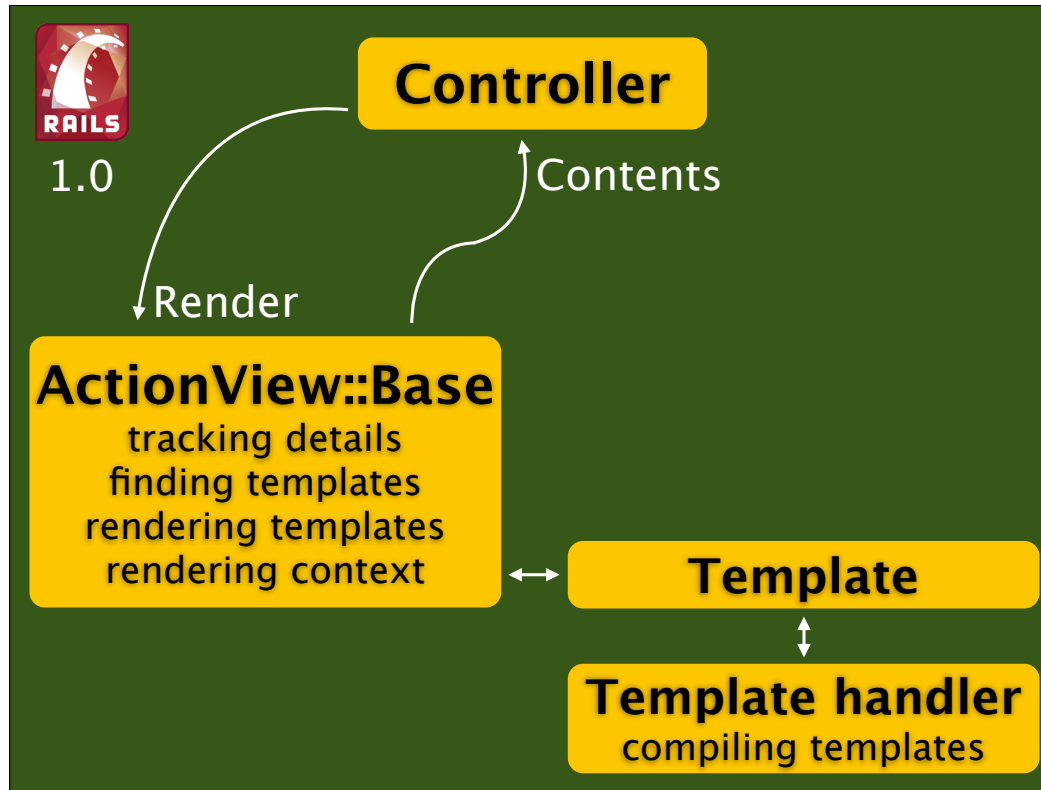 RAILS
1.0
Controller
Contents
Render
ActionView::Base
tracking details
finding templates
rendering templates
rendering context
Template
Template handler
compiling templates